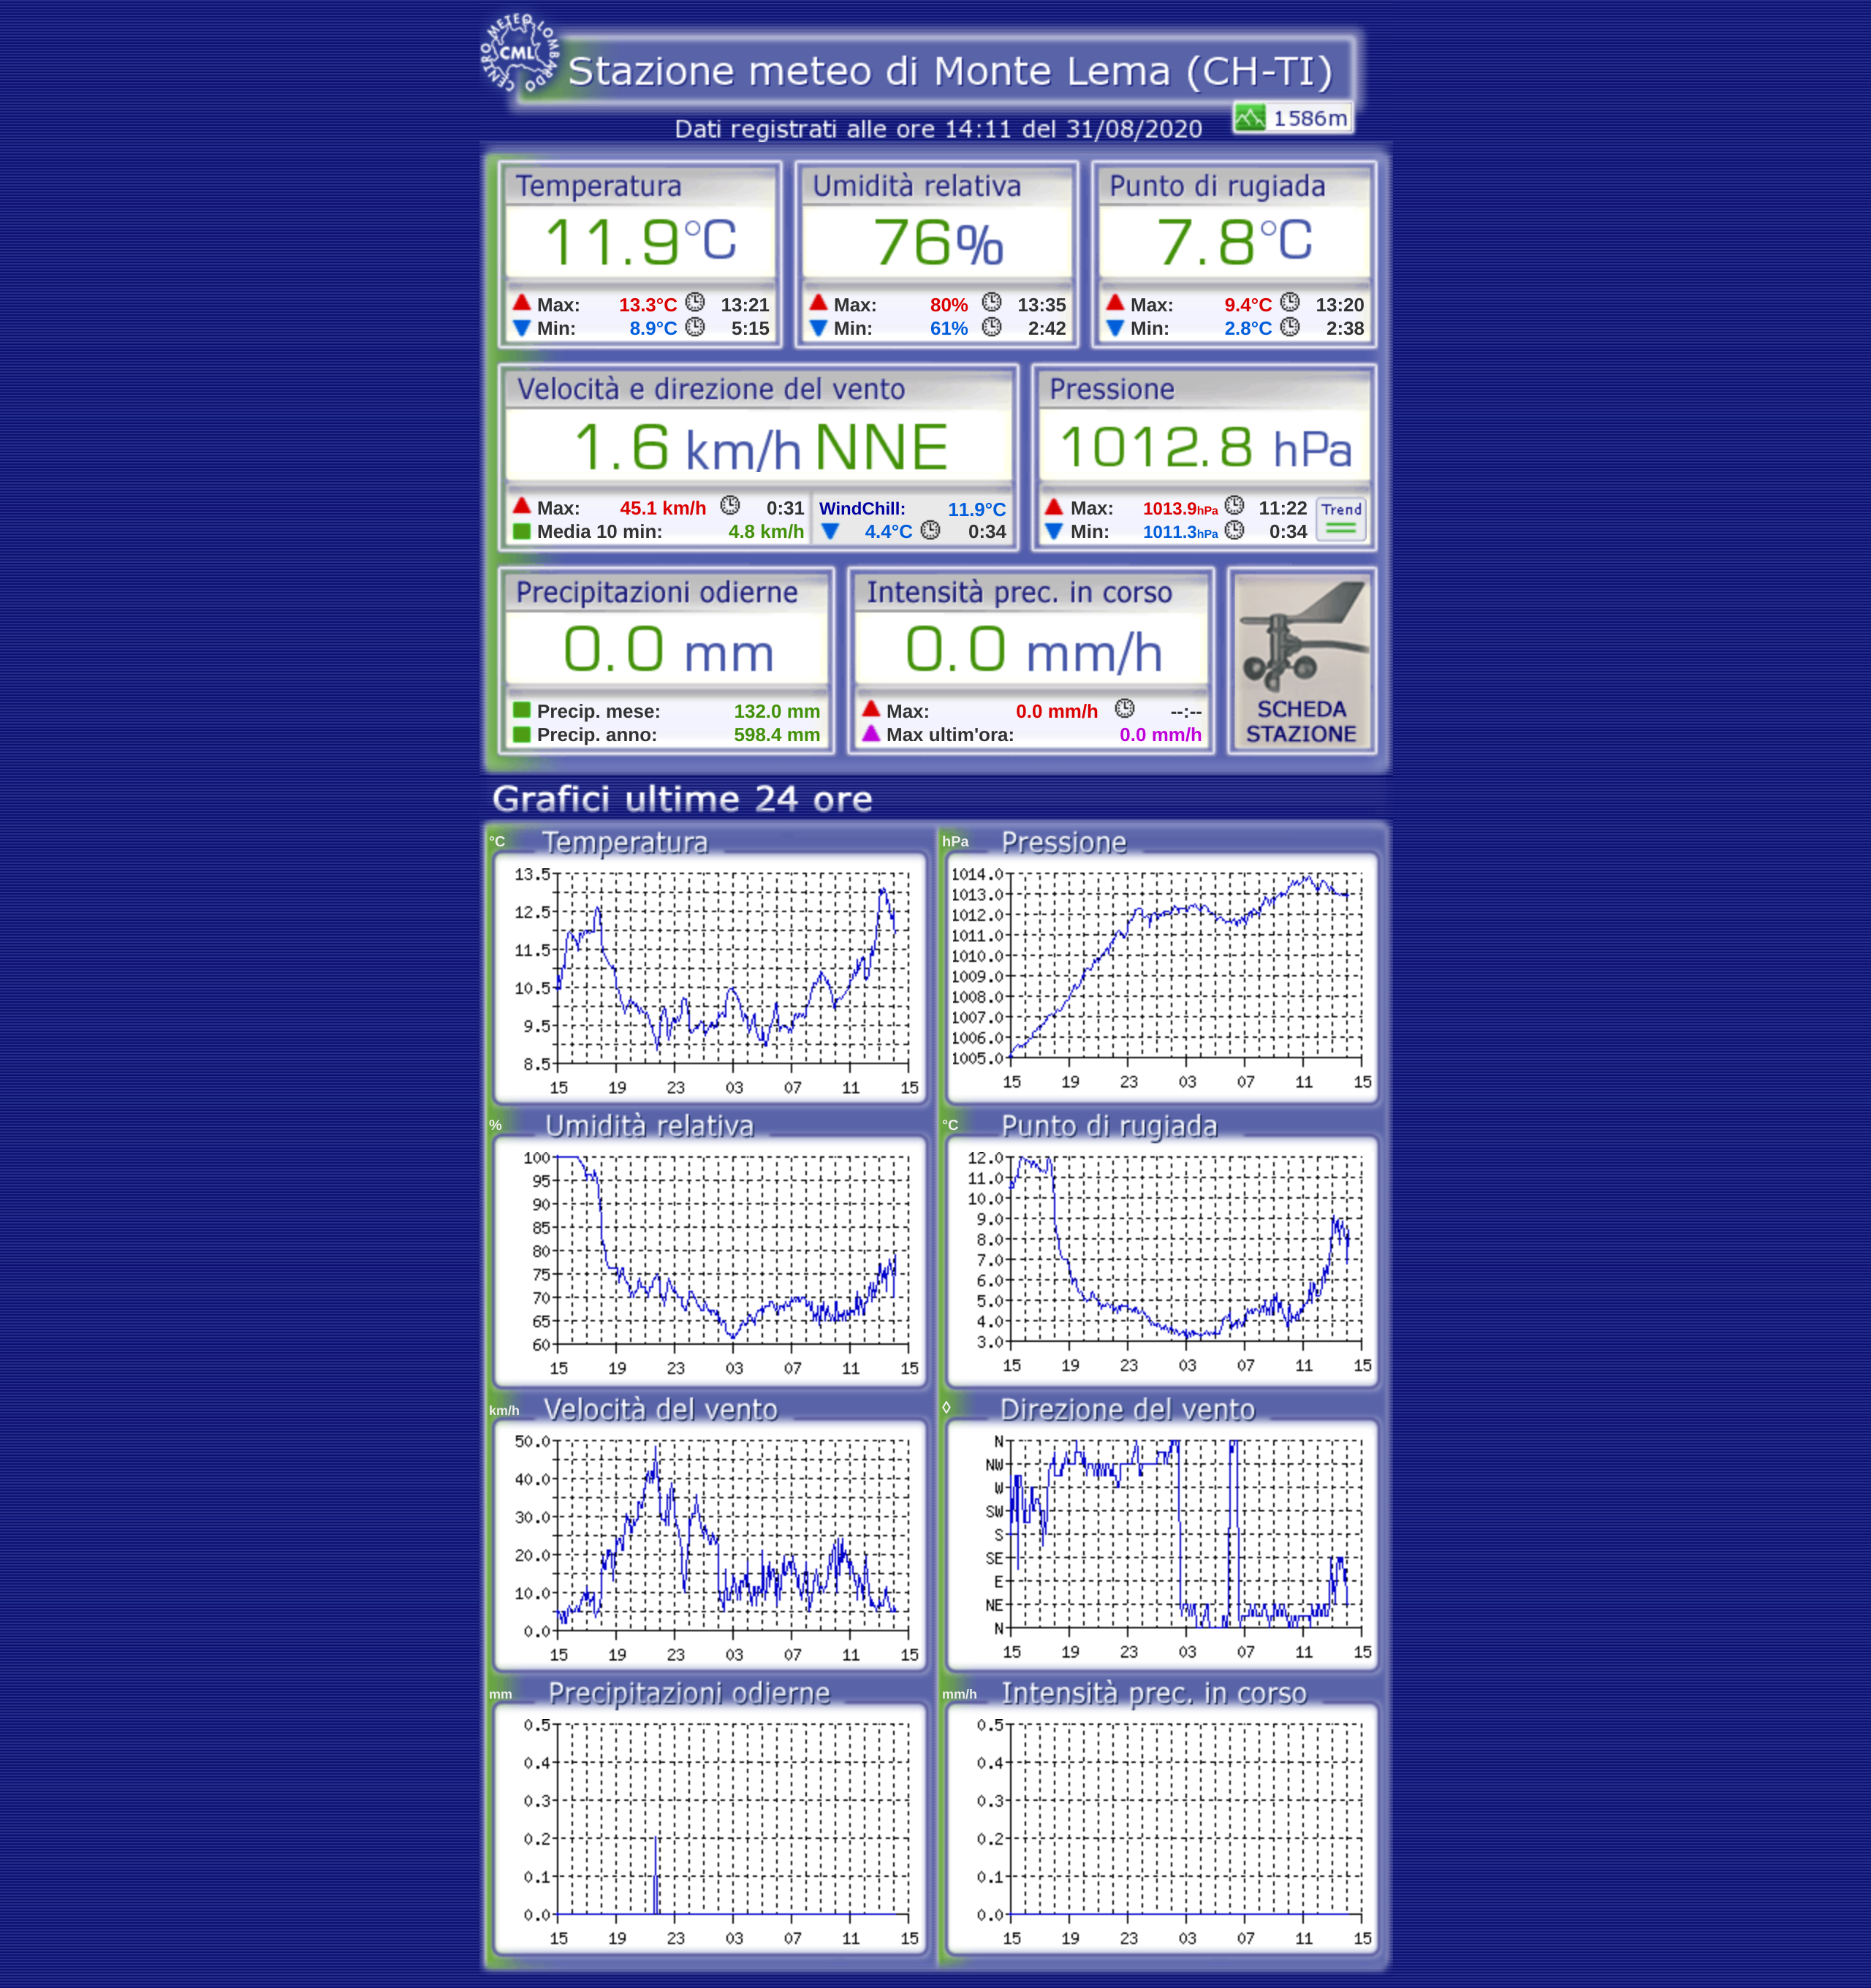 CENTRO METEO LOMBARDO
CML
Stazione meteo di Monte Lema (CH-TI)
1586m
Dati registrati alle ore 14:11 del 31/08/2020
Temperatura
11.9°C
Max: 13.3°C 13:21
Min: 8.9°C 5:15
Umidità relativa
76%
Max: 80% 13:35
Min: 61% 2:42
Punto di rugiada
7.8°C
Max: 9.4°C 13:20
Min: 2.8°C 2:38
Velocità e direzione del vento
1.6 km/h NNE
Max: 45.1 km/h 0:31
Media 10 min: 4.8 km/h
WindChill: 11.9°C
4.4°C 0:34
Pressione
1012.8 hPa
Max: 1013.9hPa 11:22
Min: 1011.3hPa 0:34
Trend
Precipitazioni odierne
0.0 mm
Precip. mese: 132.0 mm
Precip. anno: 598.4 mm
Intensità prec. in corso
0.0 mm/h
Max: 0.0 mm/h --:--
Max ultim'ora: 0.0 mm/h
SCHEDA
STAZIONE
Grafici ultime 24 ore
°C Temperatura
13.5
12.5
11.5
10.5
9.5
8.5
15 19 23 03 07 11 15
hPa Pressione
1014.0
1013.0
1012.0
1011.0
1010.0
1009.0
1008.0
1007.0
1006.0
1005.0
15 19 23 03 07 11 15
% Umidità relativa
100
95
90
85
80
75
70
65
60
15 19 23 03 07 11 15
°C Punto di rugiada
12.0
11.0
10.0
9.0
8.0
7.0
6.0
5.0
4.0
3.0
15 19 23 03 07 11 15
km/h Velocità del vento
50.0
40.0
30.0
20.0
10.0
0.0
15 19 23 03 07 11 15
◊ Direzione del vento
N
NW
W
SW
S
SE
E
NE
N
15 19 23 03 07 11 15
mm Precipitazioni odierne
0.5
0.4
0.3
0.2
0.1
0.0
15 19 23 03 07 11 15
mm/h Intensità prec. in corso
0.5
0.4
0.3
0.2
0.1
0.0
15 19 23 03 07 11 15